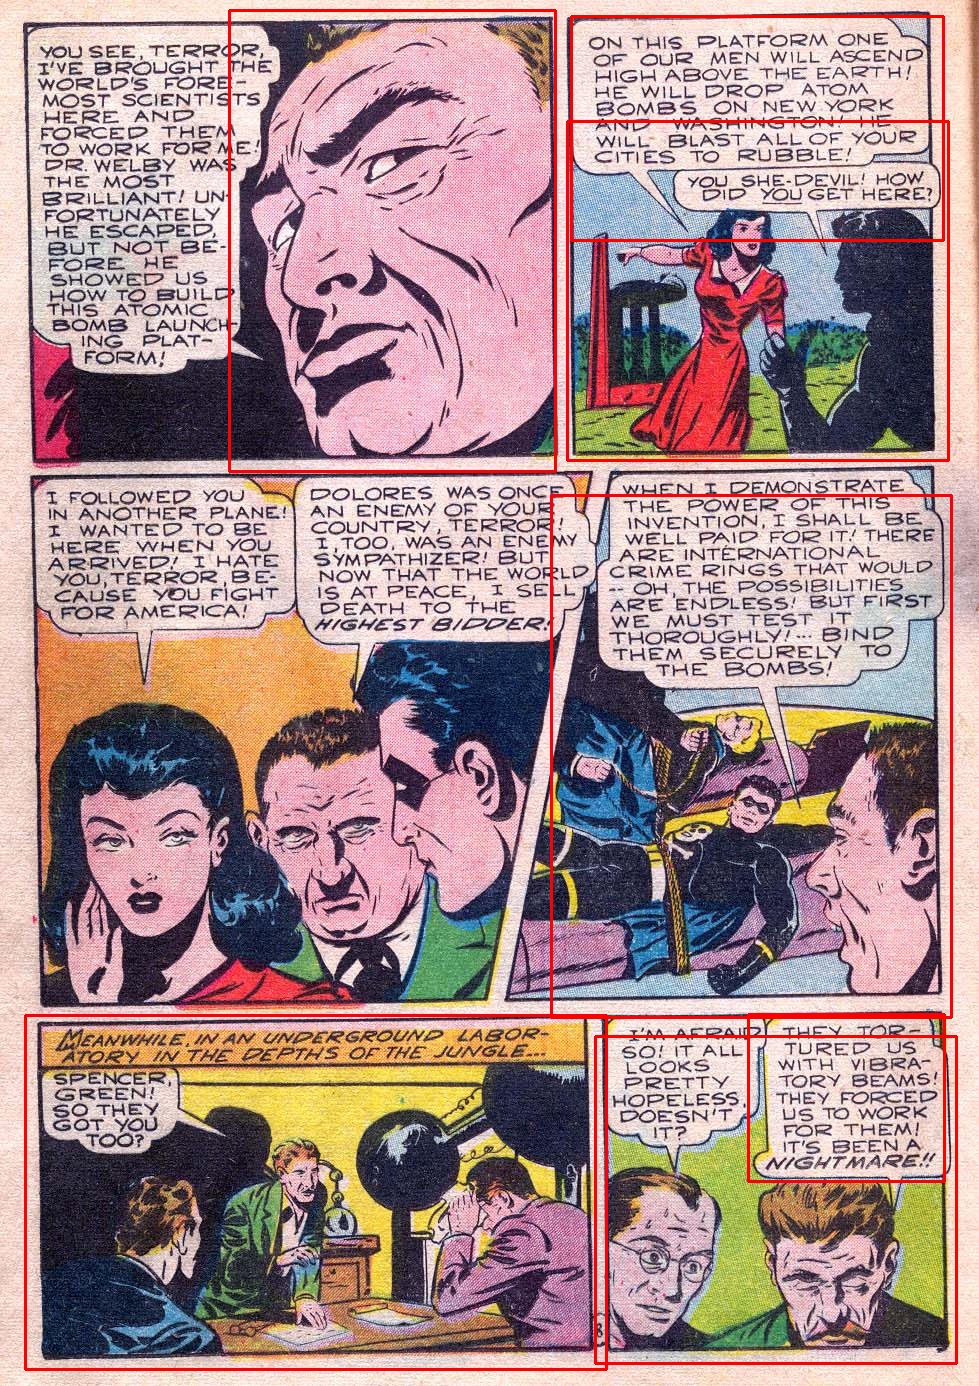 YOU SEE, TERROR,
I'VE BROUGHT THE
WORLD'S FORE-
MOST SCIENTISTS
HERE AND
FORCED THEM
TO WORK FOR ME!
DR. WELBY WAS
THE MOST
BRILLIANT! UN-
FORTUNATELY
HE ESCAPED,
BUT NOT BE-
FORE HE
SHOWED US
HOW TO BUILD
THIS ATOMIC
BOMB LAUNCH-
ING PLAT-
FORM!
ON THIS PLATFORM ONE
OF OUR MEN WILL ASCEND
HIGH ABOVE THE EARTH!
HE WILL DROP ATOM
BOMBS ON NEW YORK
AND WASHINGTON! HE
WILL BLAST ALL OF YOUR
CITIES TO RUBBLE!
YOU SHE-DEVIL! HOW
DID YOU GET HERE?
I FOLLOWED YOU
IN ANOTHER PLANE!
I WANTED TO BE
HERE WHEN YOU
ARRIVED! I HATE
YOU, TERROR, BE-
CAUSE YOU FIGHT
FOR AMERICA!
DOLORES WAS ONCE
AN ENEMY OF YOUR
COUNTRY, TERROR!
I, TOO, WAS AN ENEMY
SYMPATHIZER! BUT
NOW THAT THE WORLD
IS AT PEACE, I SELL
DEATH TO THE
HIGHEST BIDDER!
WHEN I DEMONSTRATE
THE POWER OF THIS
INVENTION, I SHALL BE
WELL PAID FOR IT! THERE
ARE INTERNATIONAL
CRIME RINGS THAT WOULD
-- OH, THE POSSIBILITIES
ARE ENDLESS! BUT FIRST
WE MUST TEST IT
THOROUGHLY!... BIND
THEM SECURELY TO
THE BOMBS!
MEANWHILE, IN AN UNDERGROUND LABOR-
ATORY IN THE DEPTHS OF THE JUNGLE...
SPENCER,
GREEN!
SO THEY
GOT YOU
TOO?
I'M AFRAID
SO! IT ALL
LOOKS
PRETTY
HOPELESS,
DOESN'T
IT?
THEY TOR-
TURED US
WITH VIBRA-
TORY BEAMS!
THEY FORCED
US TO WORK
FOR THEM!
IT'S BEEN A
NIGHTMARE!!
8